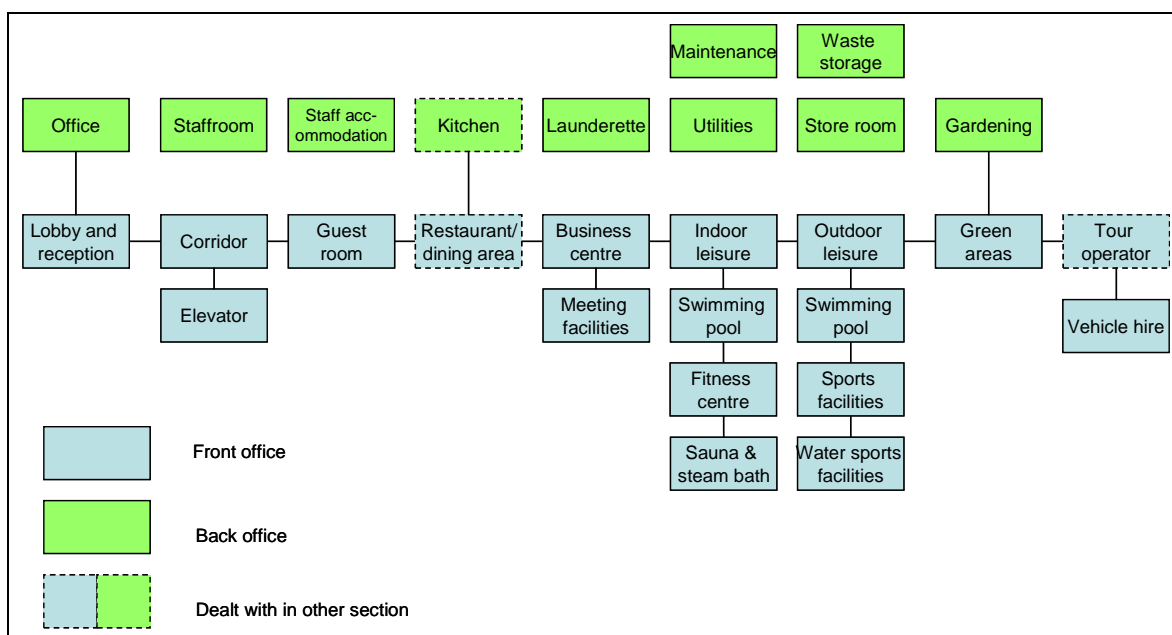 Maintenance
Waste
storage
Office
Staffroom
Staff acc-
ommodation
Kitchen
Launderette
Utilities
Store room
Gardening
Lobby and
reception
Corridor
Guest
room
Restaurant/
dining area
Business
centre
Indoor
leisure
Outdoor
leisure
Green
areas
Tour
operator
Elevator
Meeting
facilities
Swimming
pool
Swimming
pool
Vehicle hire
Fitness
centre
Sports
facilities
Sauna &
steam bath
Water sports
facilities
Front office
Back office
Dealt with in other section